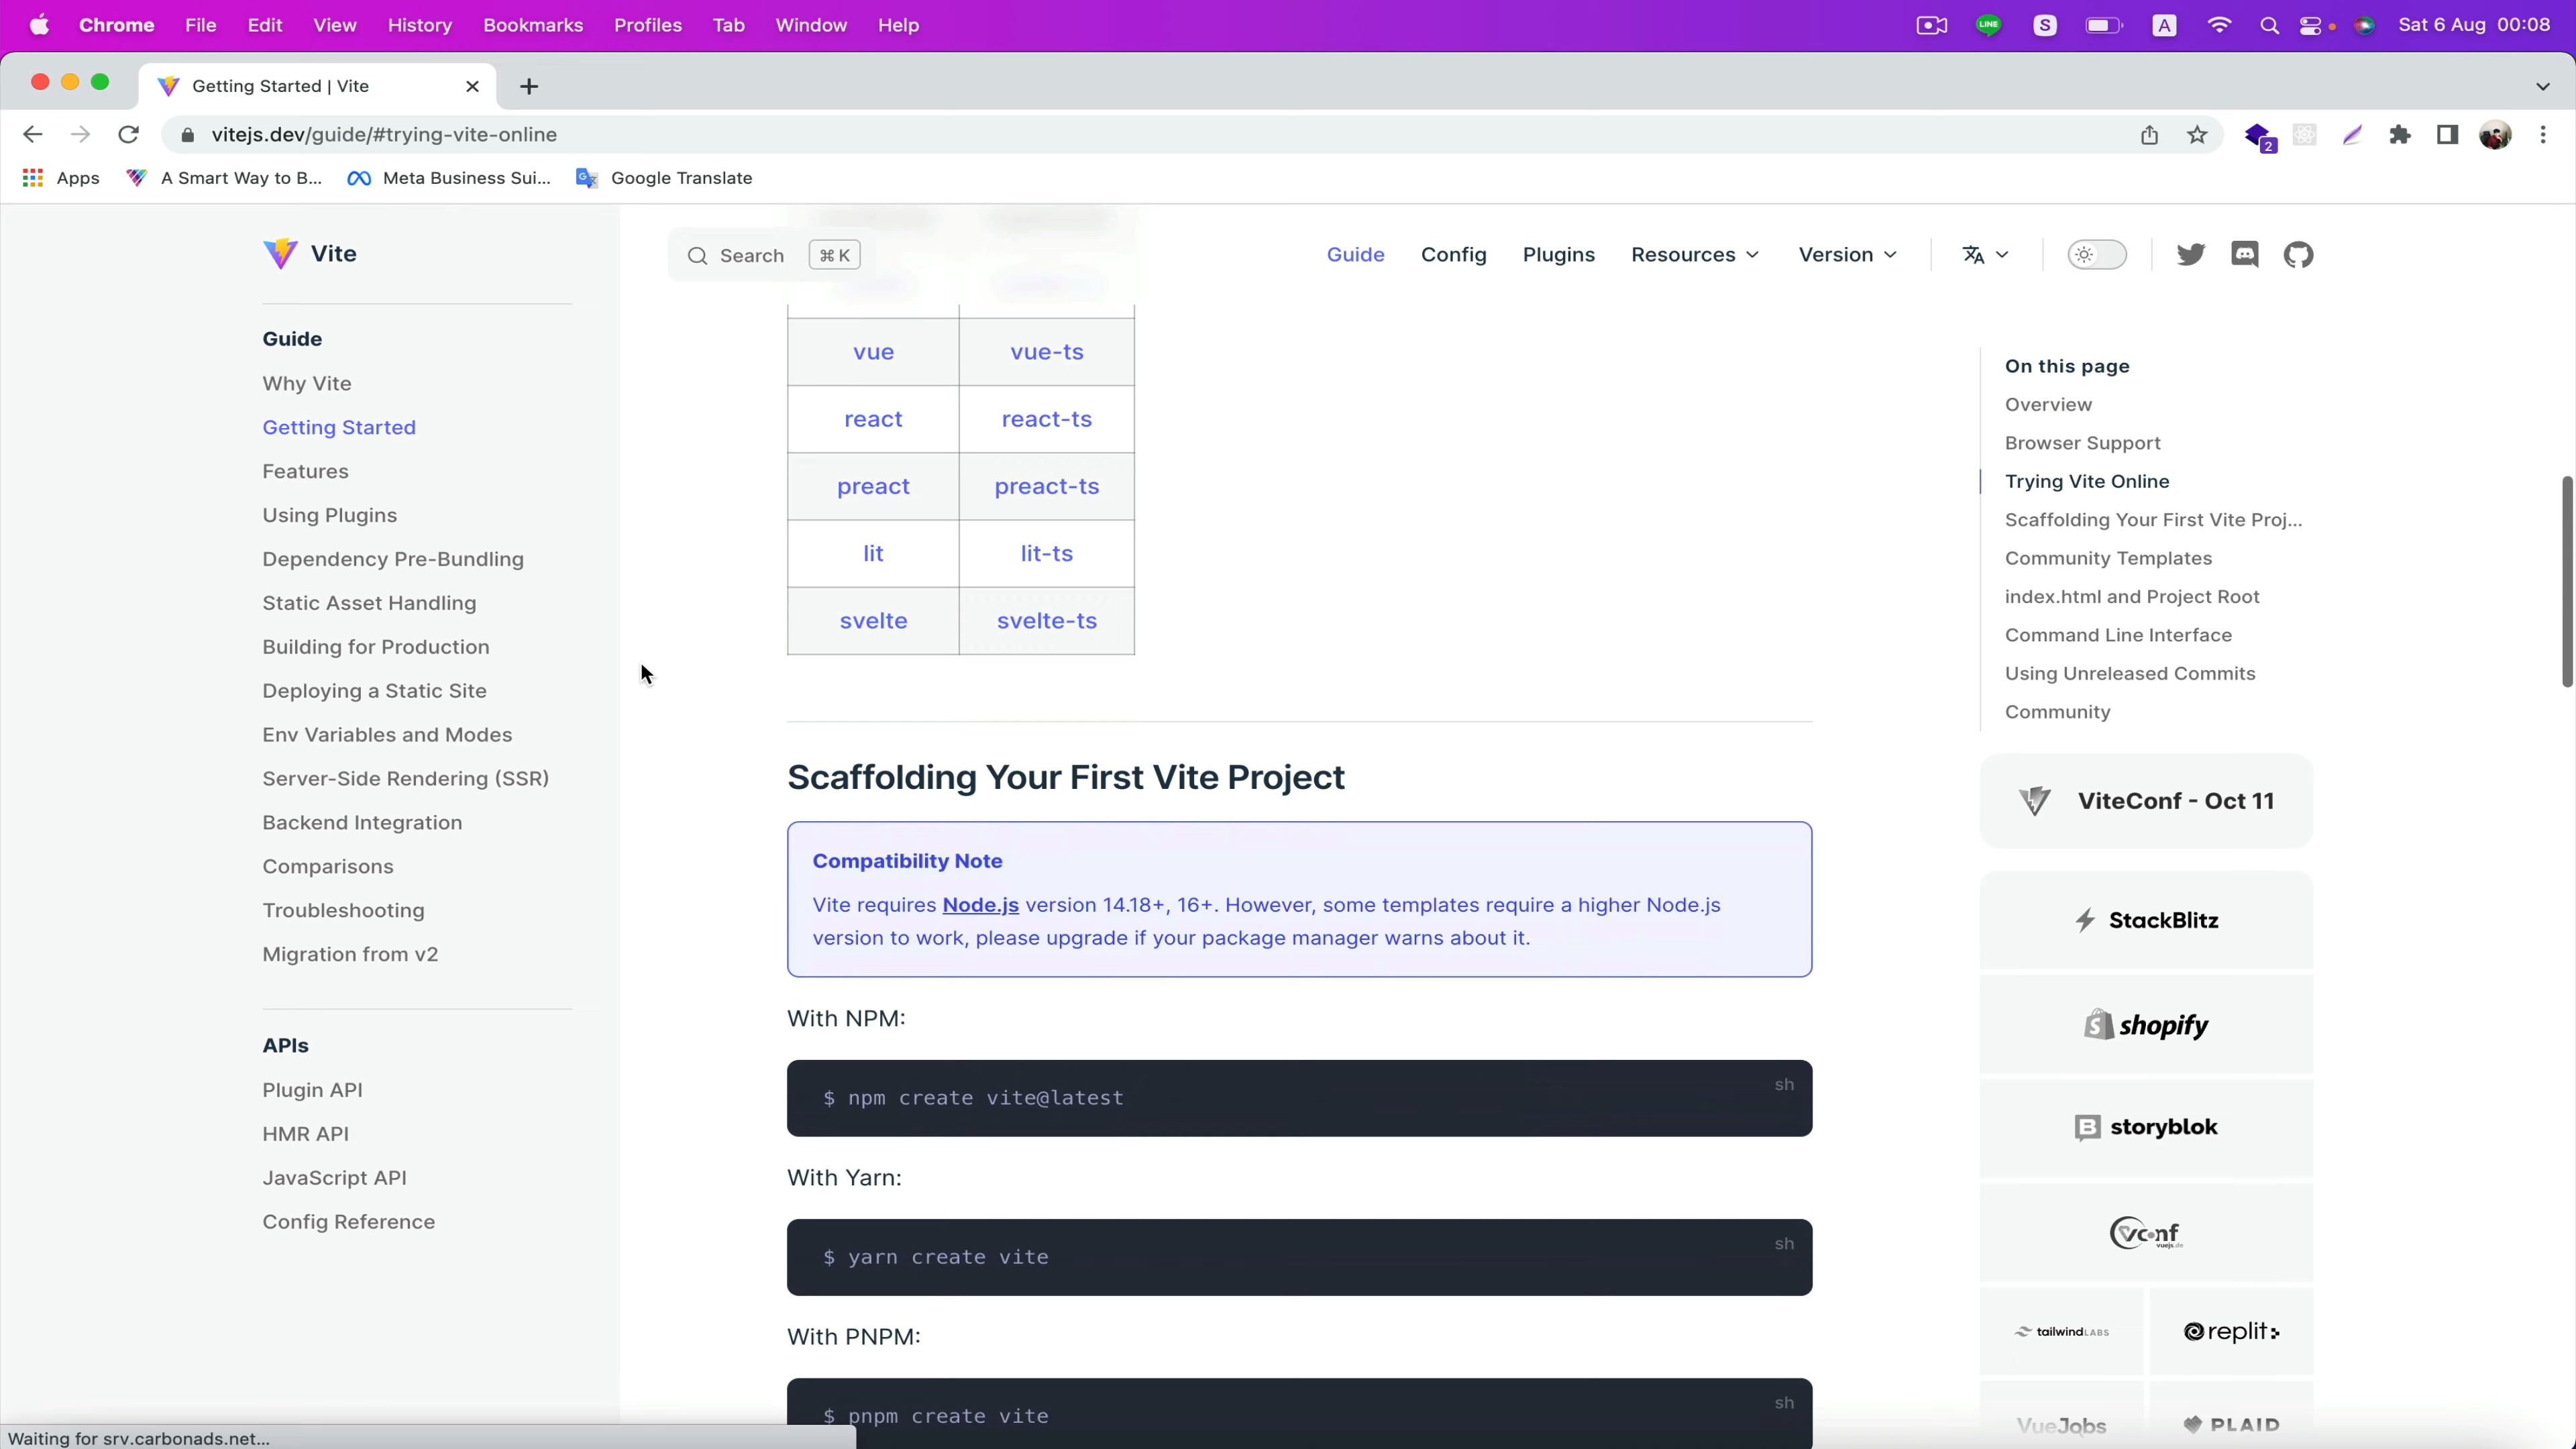 Chrome File Edit View History Bookmarks Profiles Tab Window Help
LINE S A Sat 6 Aug 00:08
Getting Started | Vite
vitejs.dev/guide/#trying-vite-online
2
Apps A Smart Way to B... Meta Business Sui... Google Translate
Vite
Search ⌘ K
Guide Config Plugins Resources Version
Guide
Why Vite
Getting Started
Features
Using Plugins
Dependency Pre-Bundling
Static Asset Handling
Building for Production
Deploying a Static Site
Env Variables and Modes
Server-Side Rendering (SSR)
Backend Integration
Comparisons
Troubleshooting
Migration from v2
APIs
Plugin API
HMR API
JavaScript API
Config Reference
vue vue-ts
react react-ts
preact preact-ts
lit lit-ts
svelte svelte-ts
Scaffolding Your First Vite Project
Compatibility Note
Vite requires Node.js version 14.18+, 16+. However, some templates require a higher Node.js
version to work, please upgrade if your package manager warns about it.
With NPM:
sh
$ npm create vite@latest
With Yarn:
sh
$ yarn create vite
With PNPM:
sh
$ pnpm create vite
On this page
Overview
Browser Support
Trying Vite Online
Scaffolding Your First Vite Proj...
Community Templates
index.html and Project Root
Command Line Interface
Using Unreleased Commits
Community
ViteConf - Oct 11
StackBlitz
shopify
storyblok
vconf
vuejs.de
tailwind LABS
replit
VueJobs
PLAID
Waiting for srv.carbonads.net...